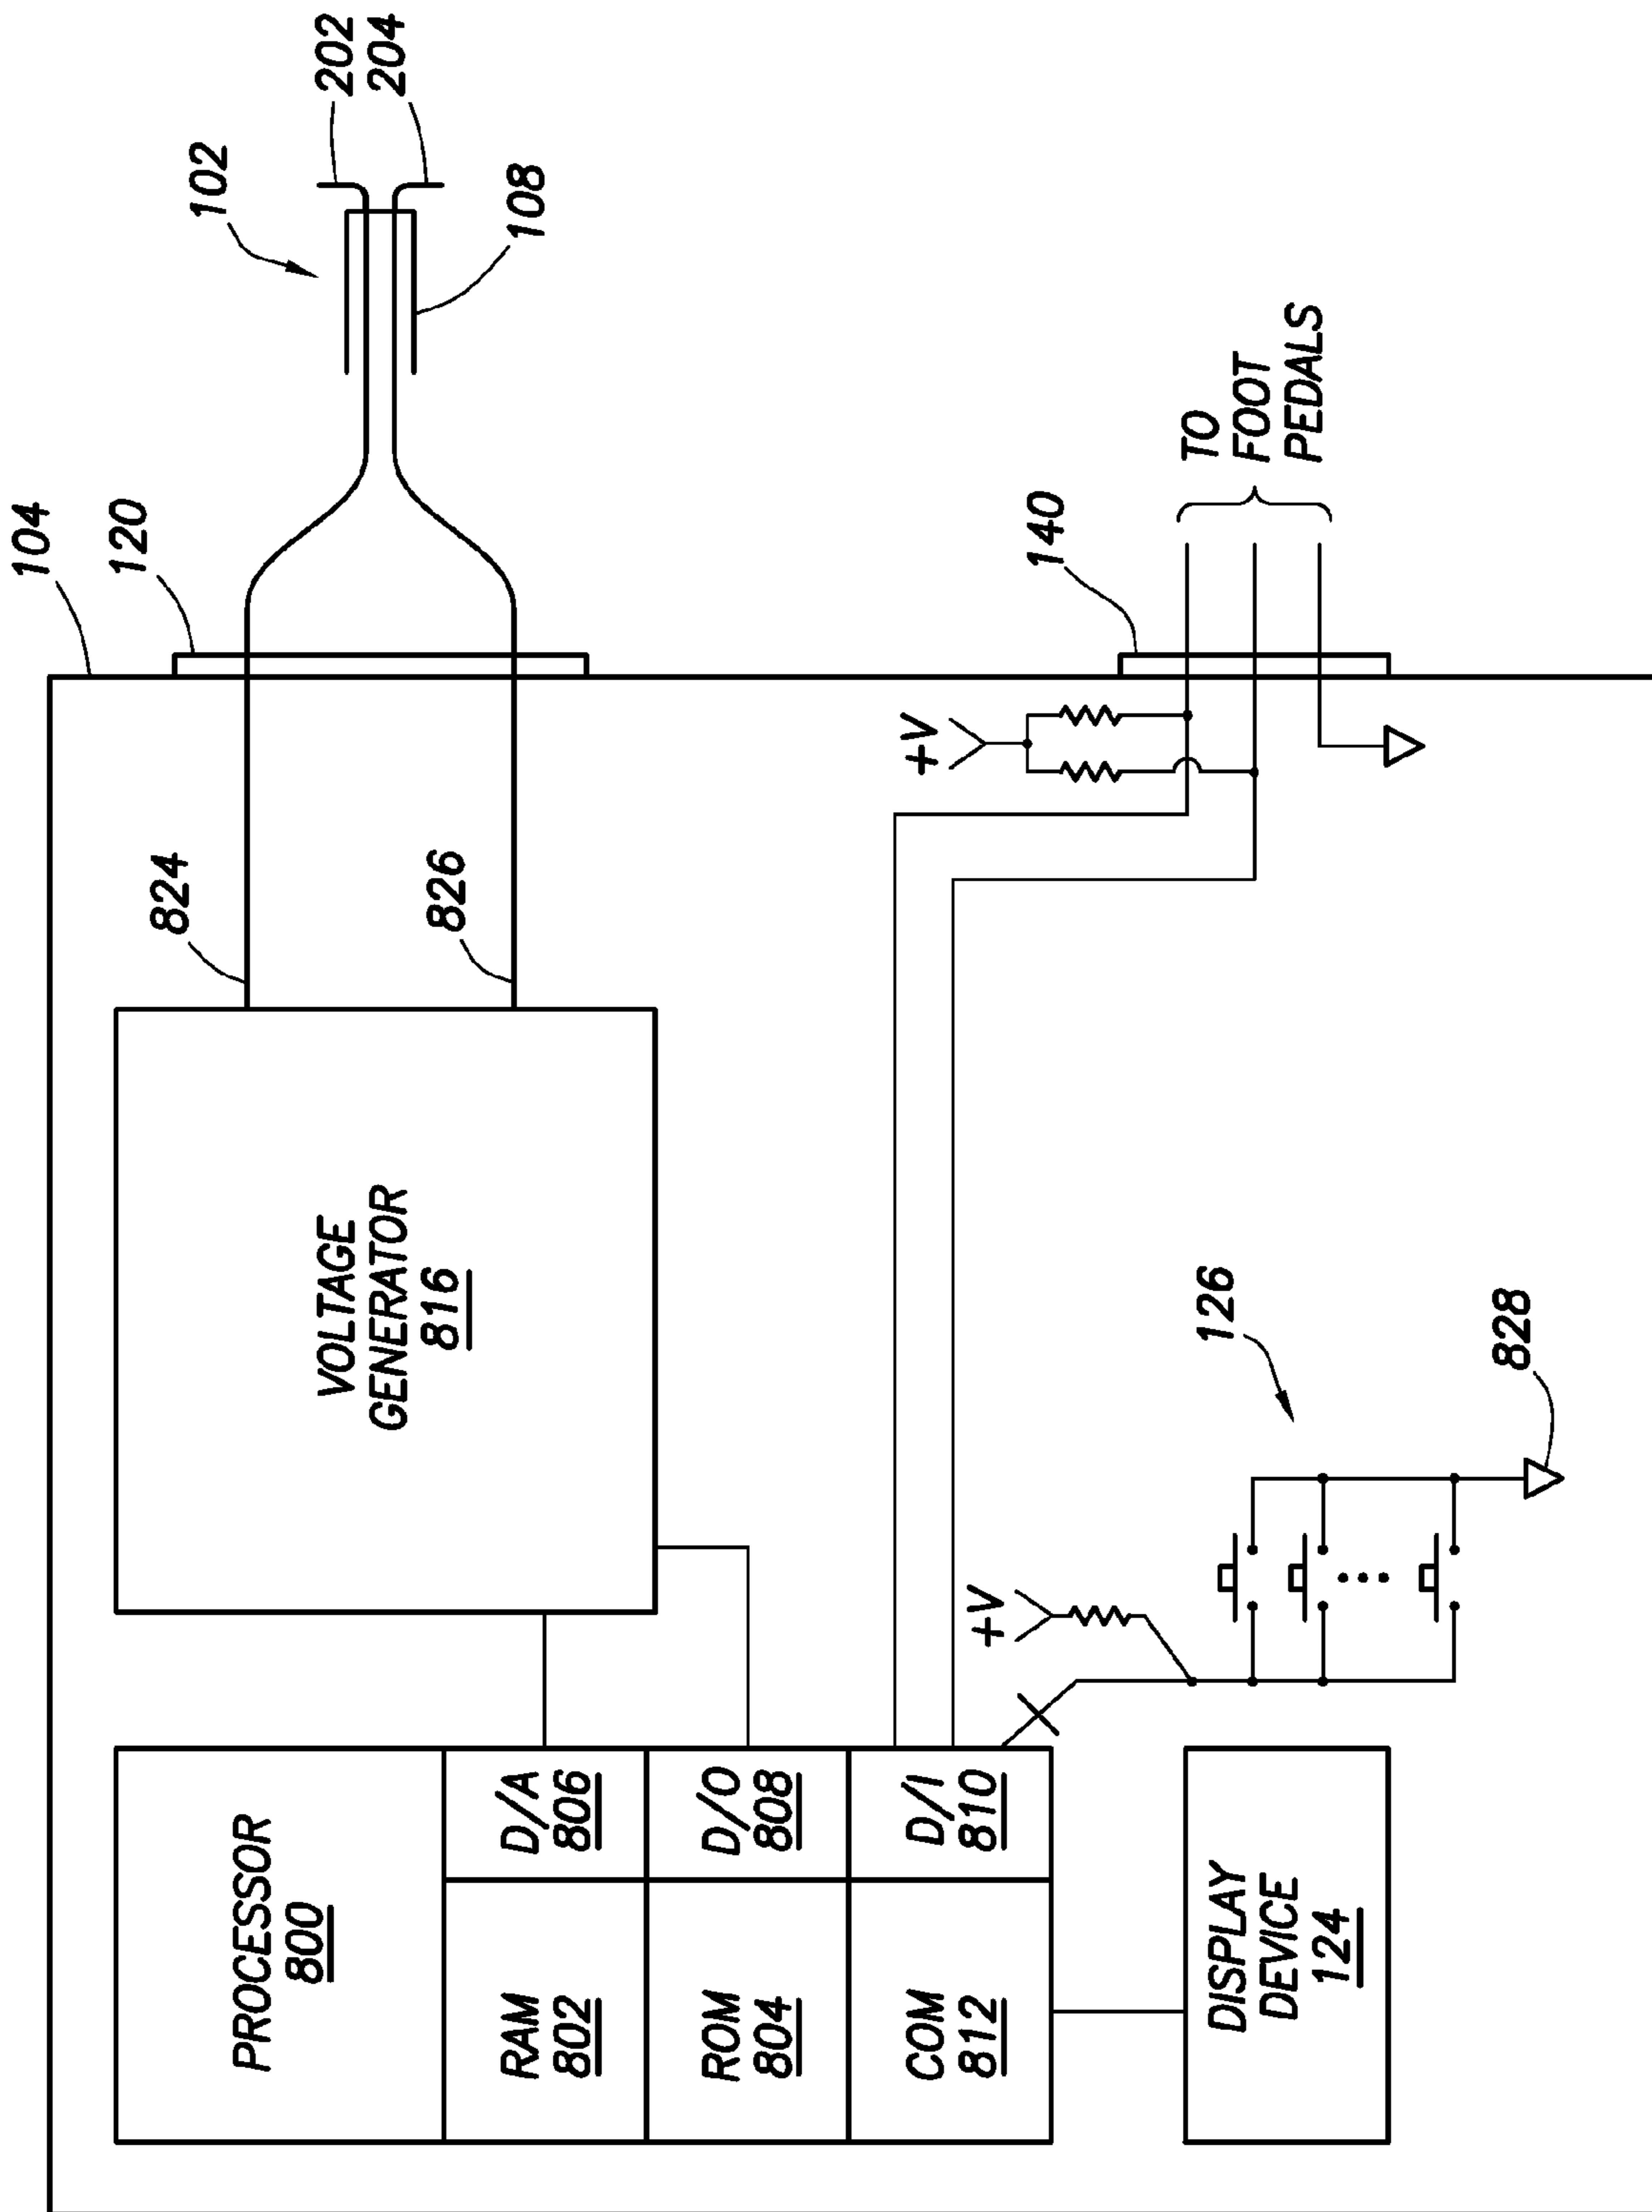 104
120
102
202
204
108
824
826
VOLTAGE
GENERATOR
816
PROCESSOR
800
RAM
802
D/A
806
ROM
804
D/O
808
COM
812
D/I
810
DISPLAY
DEVICE
124
+V
126
828
+V
140
TO
FOOT
PEDALS